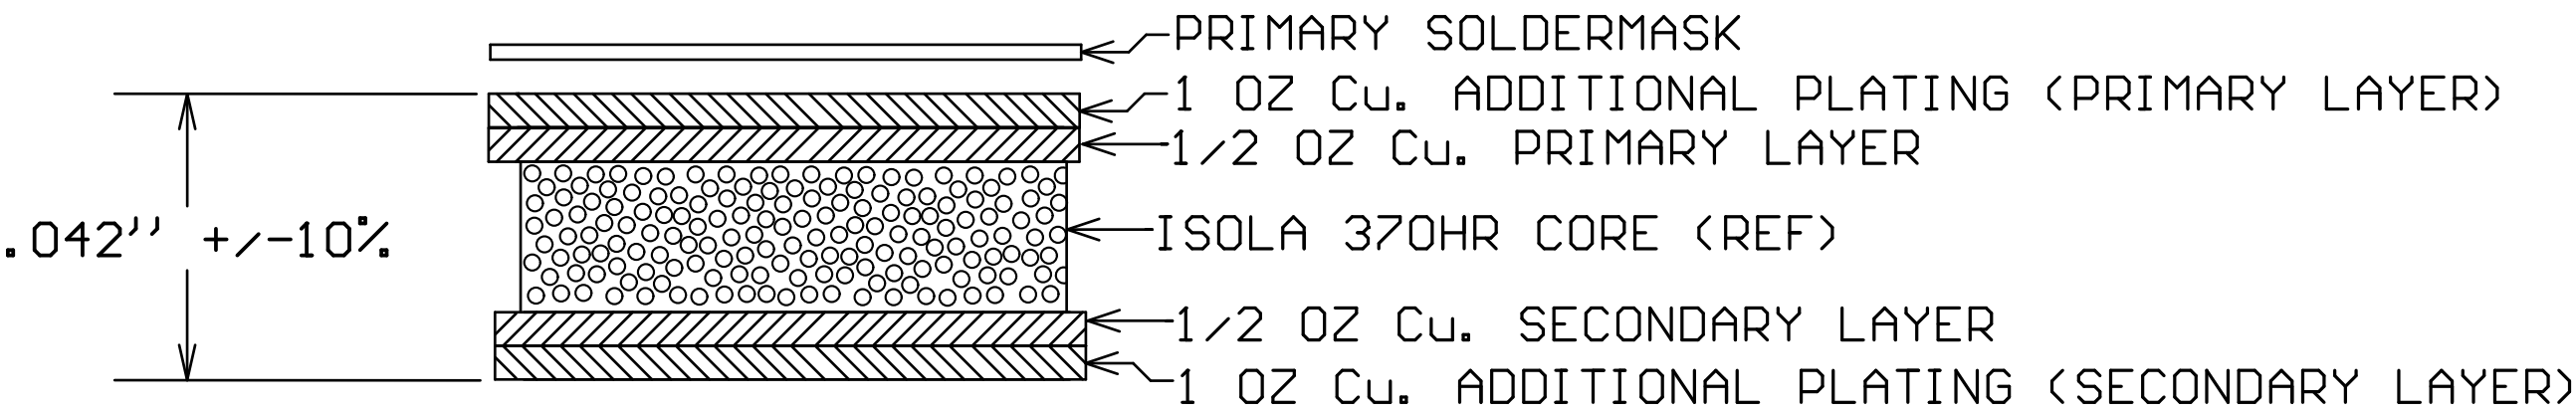 PRIMARY SOLDERMASK
1 OZ Cu. ADDITIONAL PLATING (PRIMARY LAYER)
1/2 OZ Cu. PRIMARY LAYER
.042'' +/-10%
ISOLA 370HR CORE (REF)
1/2 OZ Cu. SECONDARY LAYER
1 OZ Cu. ADDITIONAL PLATING (SECONDARY LAYER)